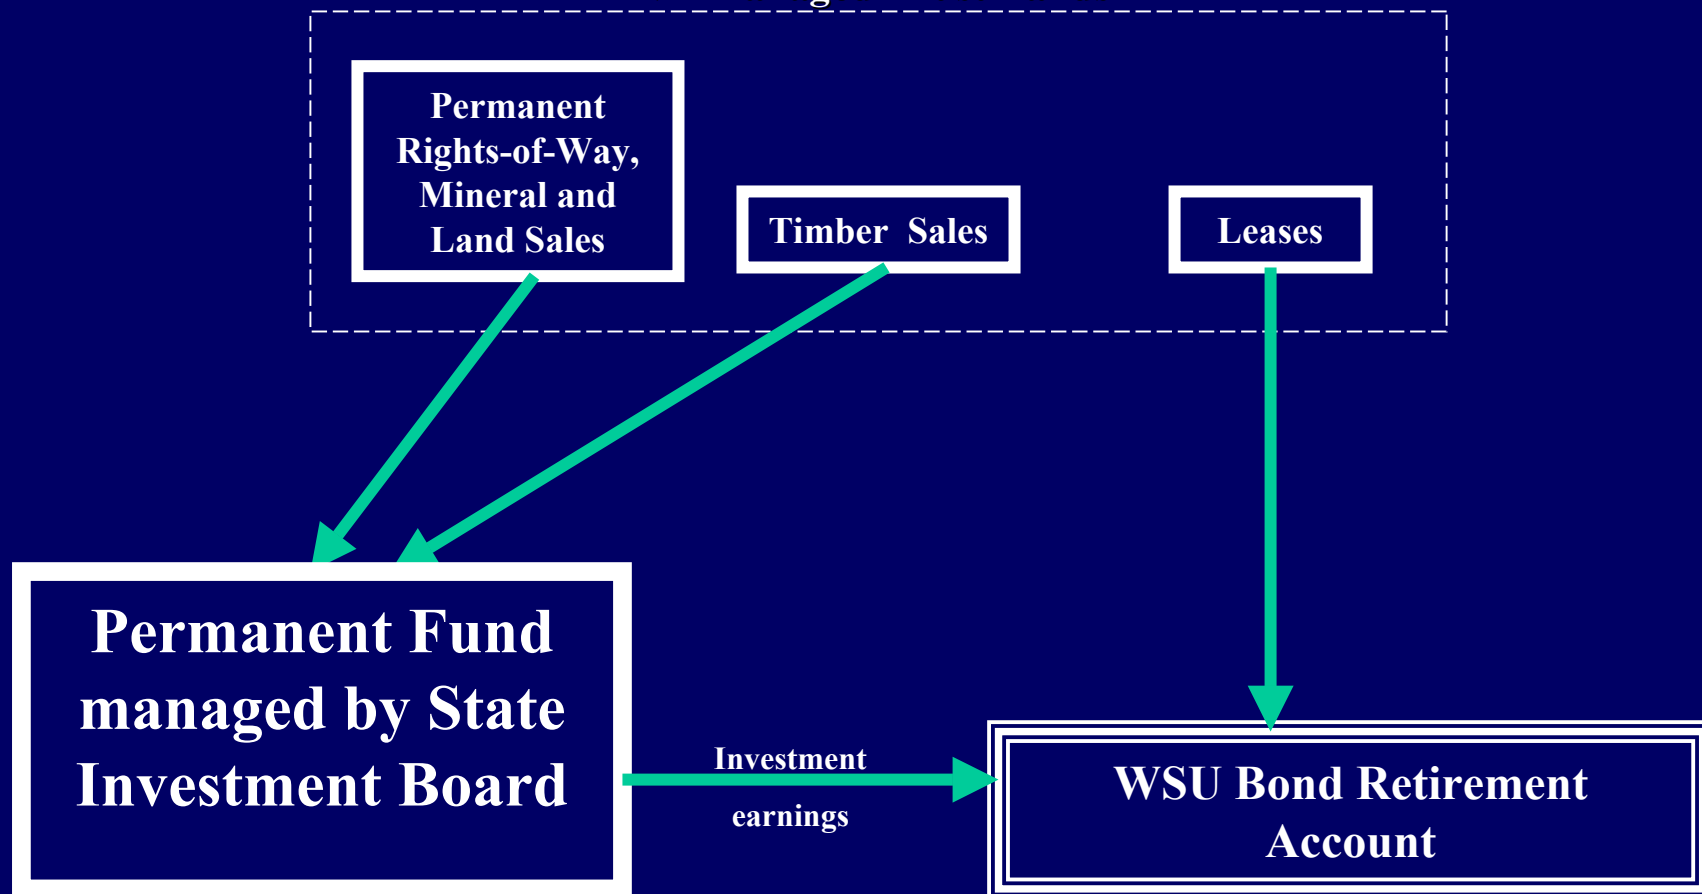 Permanent
Rights-of-Way,
Mineral and
Land Sales
Timber  Sales
Leases
Permanent Fund
managed by State
Investment Board
Investment
earnings
WSU Bond Retirement
Account